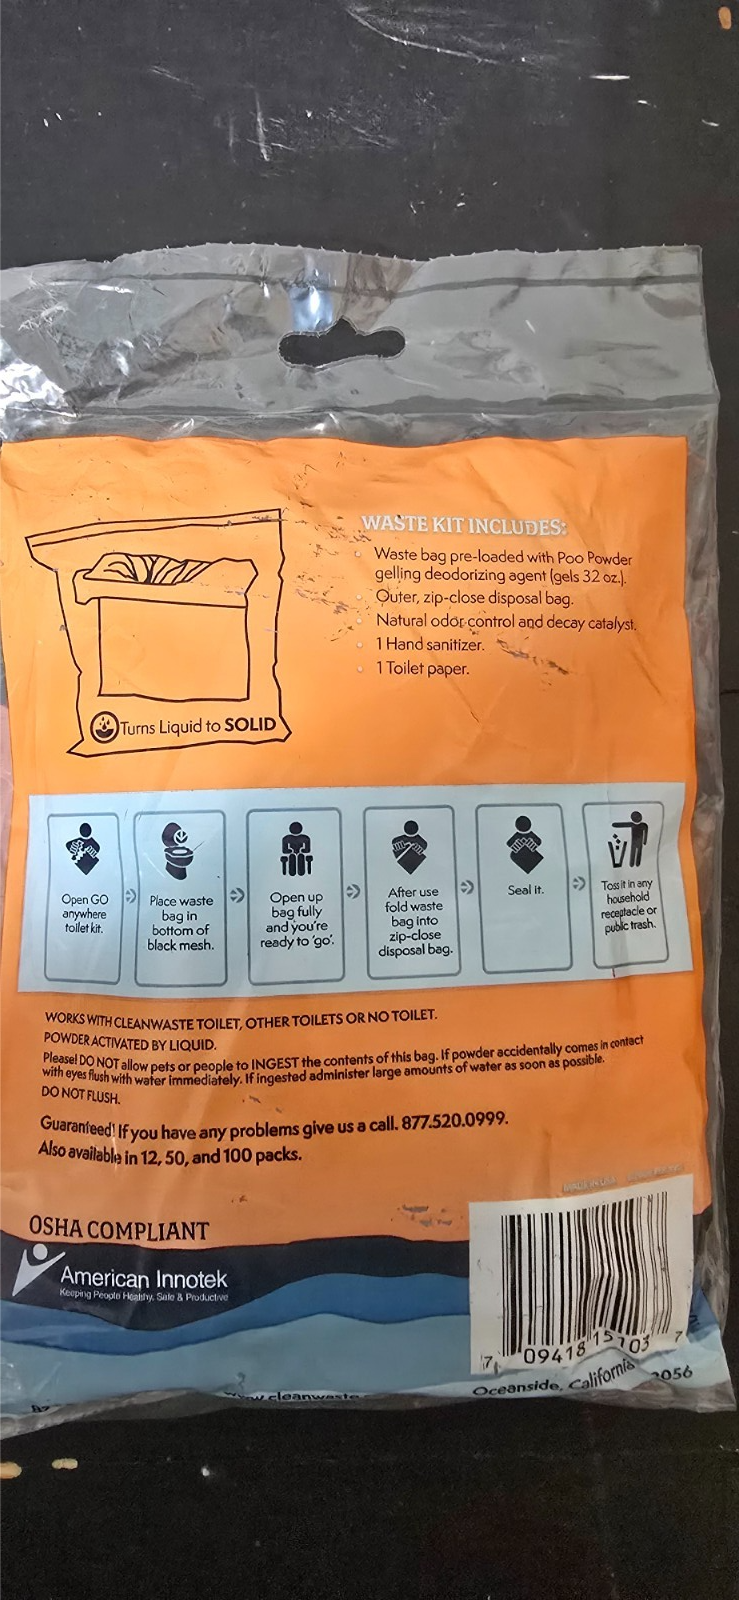 WASTE KIT INCLUDES:
Waste bag pre-loaded with Poo Powder
gelling deodorizing agent (gels 32 oz.).
Outer, zip-close disposal bag.
Natural odor control and decay catalyst.
1 Hand sanitizer.
1 Toilet paper.
Turns Liquid to SOLID
Open GO
anywhere
toilet kit.
Place waste
bag in
bottom of
black mesh.
Open up
bag fully
and you're
ready to 'go'.
After use
fold waste
bag into
zip-close
disposal bag.
Seal it.
Toss it in any
household
receptacle or
public trash.
WORKS WITH CLEANWASTE TOILET, OTHER TOILETS OR NO TOILET.
POWDER ACTIVATED BY LIQUID.
Please! DO NOT allow pets or people to INGEST the contents of this bag. If powder accidentally comes in contact
with eyes flush with water immediately. If ingested administer large amounts of water as soon as possible.
DO NOT FLUSH.
Guaranteed! If you have any problems give us a call. 877.520.0999.
Also available in 12, 50, and 100 packs.
MADE IN USA
OSHA COMPLIANT
American Innotek
Keeping People Healthy, Safe & Productive
7 09418 15103 7
www.cleanwaste.
Oceanside, California